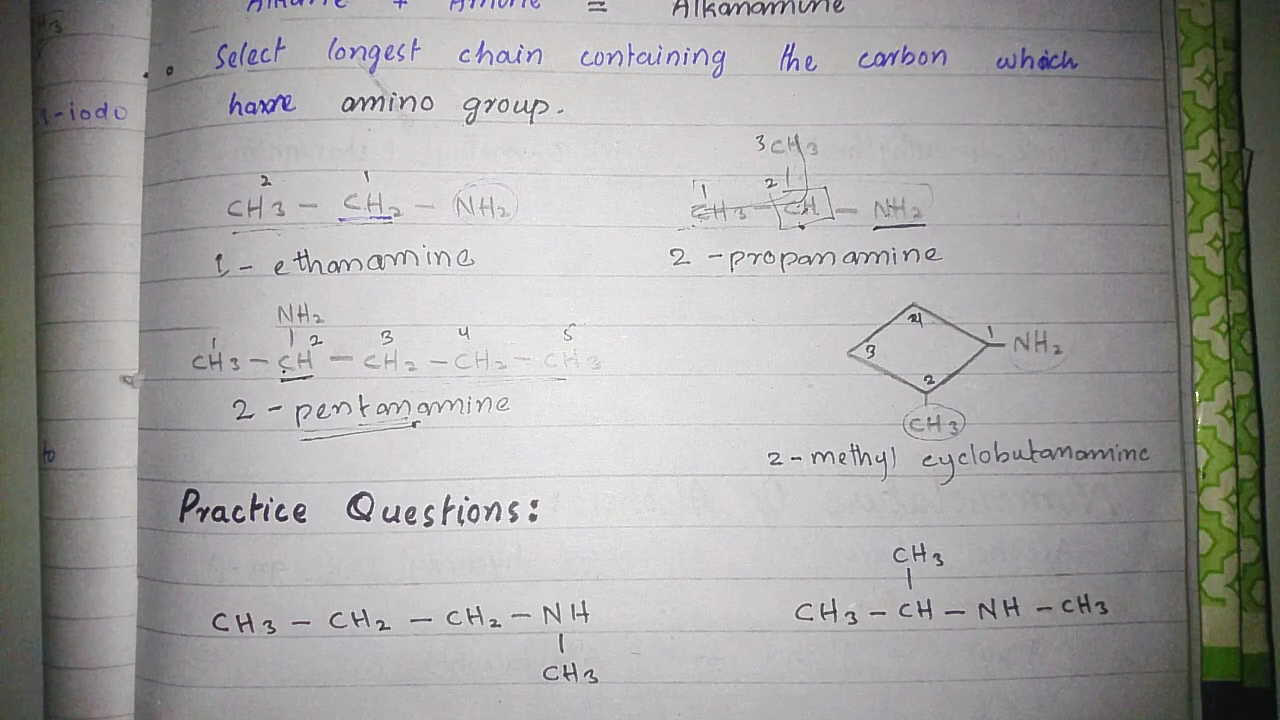 + = Alkanamine
Select longest chain containing the carbon which
have amino group.
1-iodo
3CH3
2 1 1 2
CH3 - CH2 - NH2 CH3 - CH - NH2
1 - ethanamine 2 - propanamine
NH2
1 2 3 4 5
CH3 - CH - CH2 - CH2 - CH3
4 1 - NH2
3
2
2 - pentanamine
CH3
to
2 - methyl cyclobutanamine
Practice Questions:
CH3
CH3 - CH2 - CH2 - NH CH3 - CH - NH - CH3
CH3